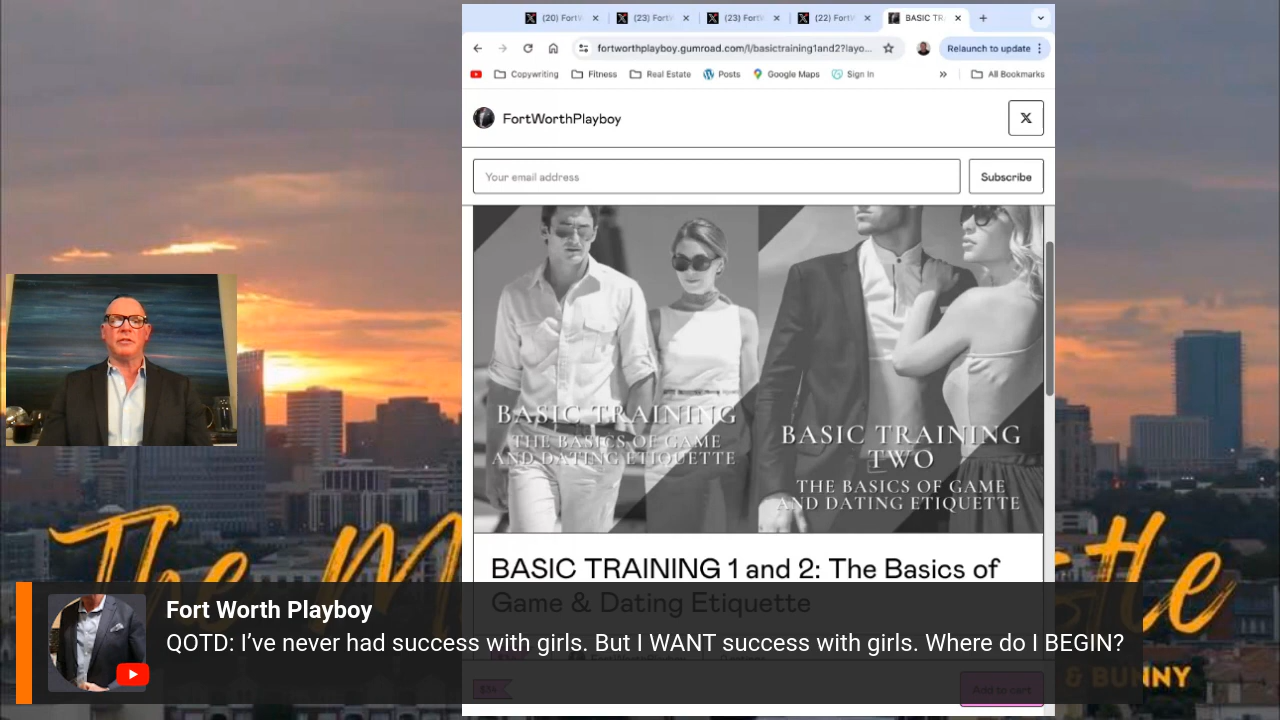 (20) Fort
(23) Fort
(23) Fort
(22) Fort
BASIC TR
fortworthplayboy.gumroad.com/l/basictraining1and2?layo...
Relaunch to update
Copywriting
Fitness
Real Estate
Posts
Google Maps
Sign In
All Bookmarks
FortWorthPlayboy
Your email address
Subscribe
BASIC TRAINING
THE BASICS OF GAME
AND DATING ETIQUETTE
BASIC TRAINING
TWO
THE BASICS OF GAME
AND DATING ETIQUETTE
BASIC TRAINING 1 and 2: The Basics of
Game & Dating Etiquette
The M
tle
& BUNNY
Fort Worth Playboy
QOTD: I’ve never had success with girls. But I WANT success with girls. Where do I BEGIN?
$34
Add to cart